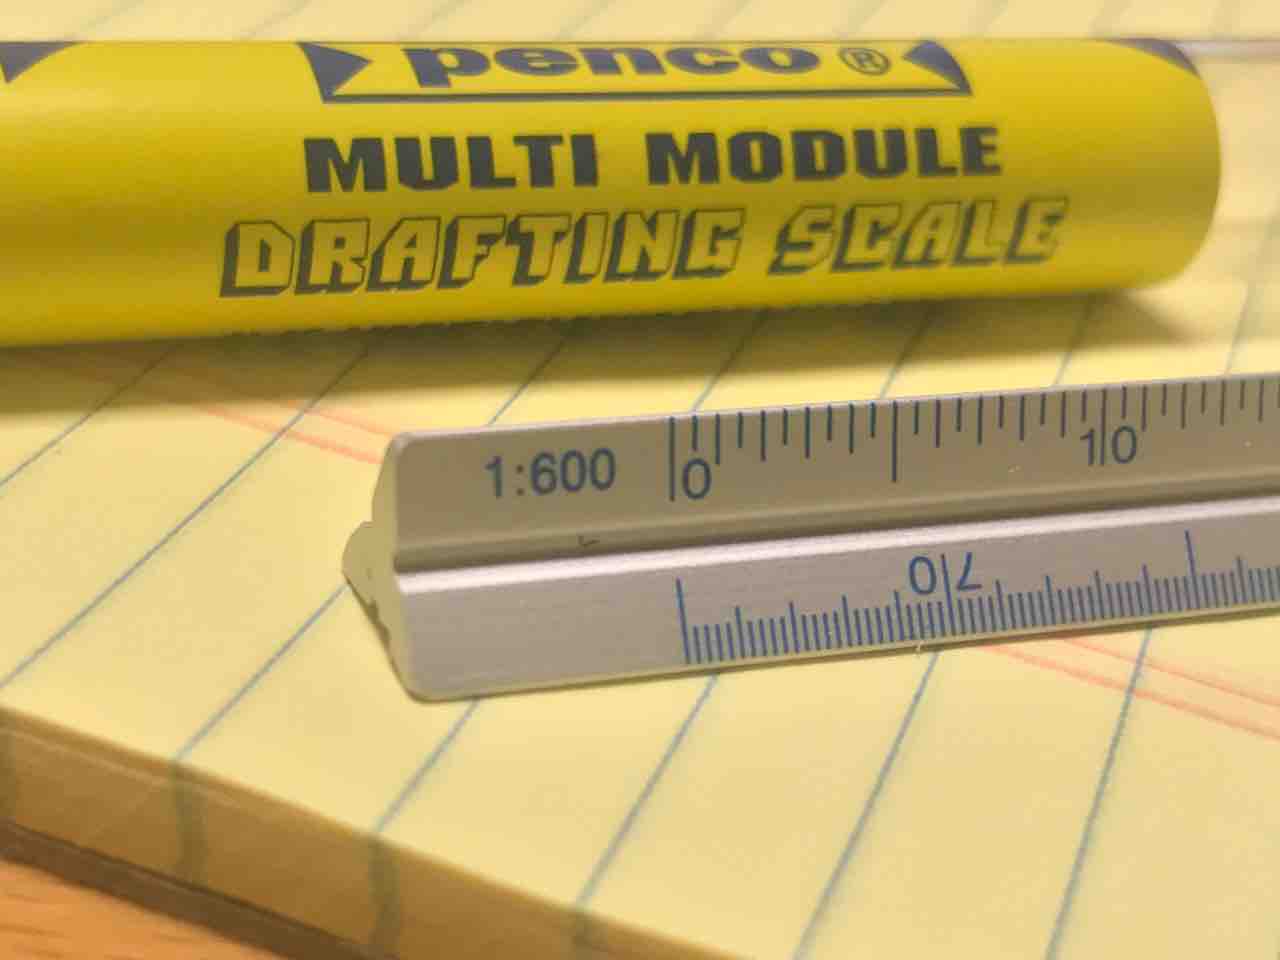 penco®
MULTI MODULE
DRAFTING SCALE
1:600 0 10
70